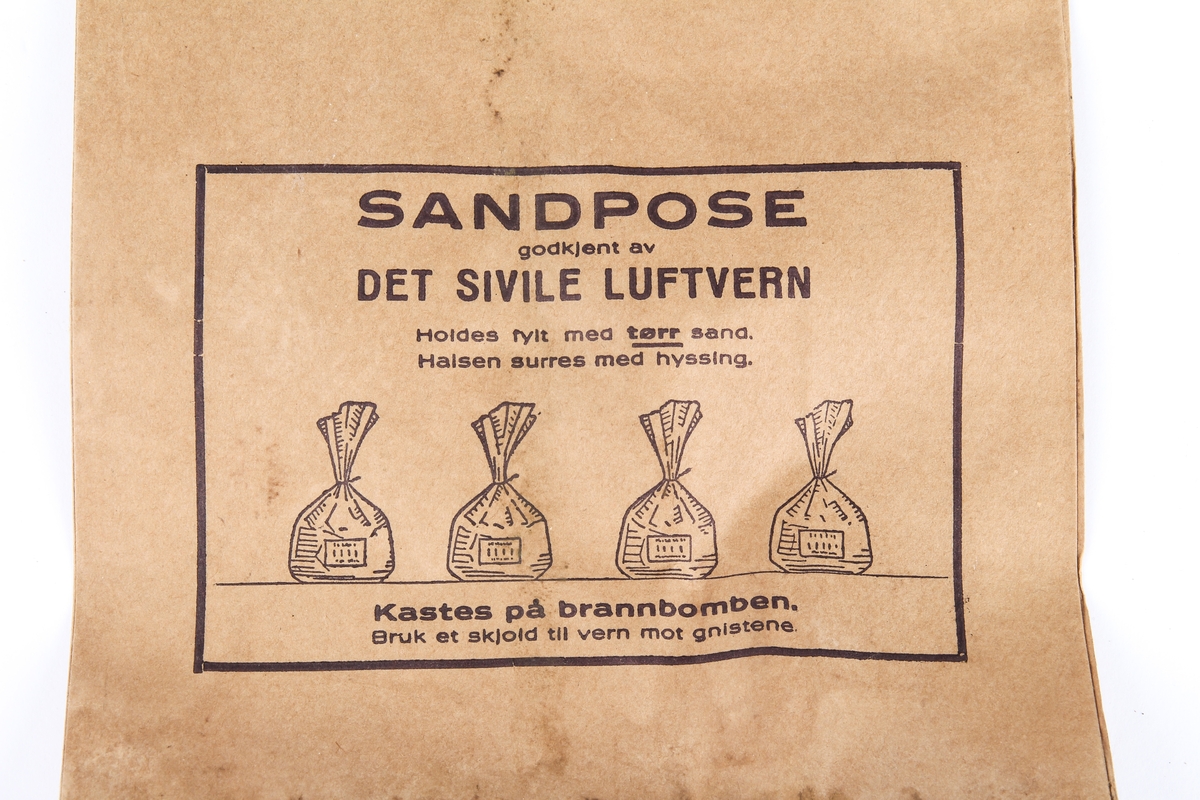 SANDPOSE
godkjent av
DET SIVILE LUFTVERN
Holdes fylt med tørr sand.
Halsen surres med hyssing.
Kastes på brannbomben.
Bruk et skjold til vern mot gnistene.